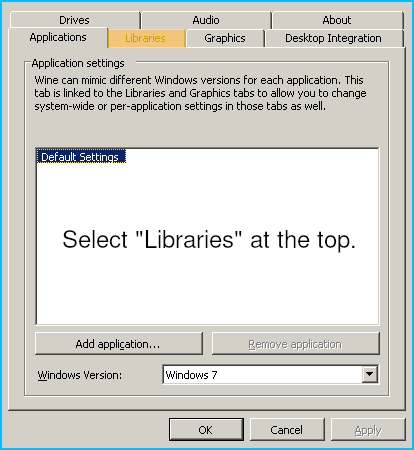 Drives Audio About
Applications Libraries Graphics Desktop Integration
Application settings
Wine can mimic different Windows versions for each application. This
tab is linked to the Libraries and Graphics tabs to allow you to change
system-wide or per-application settings in those tabs as well.
Default Settings
Select "Libraries" at the top.
Add application... Remove application
Windows Version: Windows 7
OK Cancel Apply